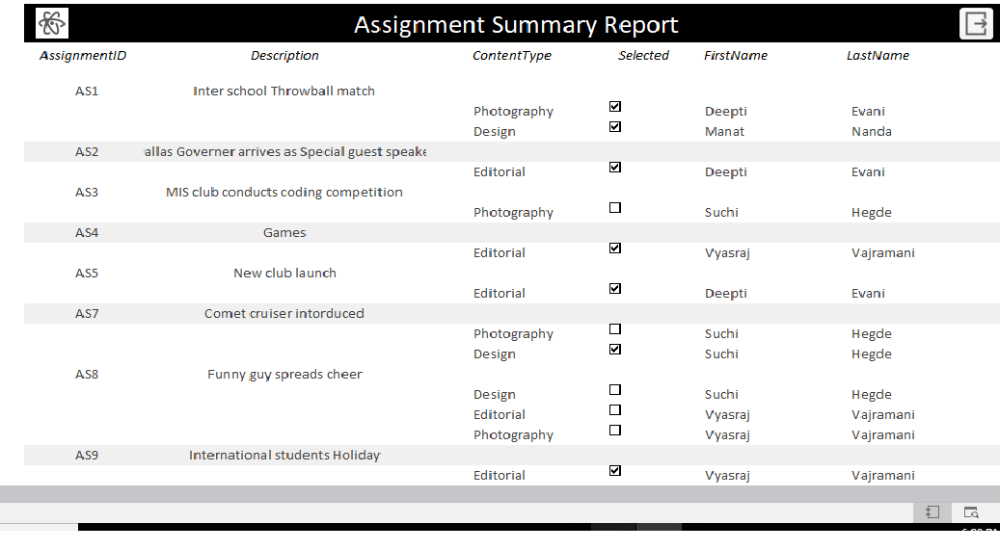 Assignment Summary Report
AssignmentID Description ContentType Selected FirstName LastName
AS1 Inter school Throwball match
Photography Deepti Evani
Design Manat Nanda
AS2 Governer arrives as Special guest
Editorial Deepti Evani
AS3 MIS club conducts coding competition
Photography Suchi Hegde
AS4 Games
Editorial Vyasraj Vajramani
AS5 New club launch
Editorial Deepti Evani
AS7 Comet cruiser intorduced
Photography Suchi Hegde
Design Suchi Hegde
AS8 Funny guy spreads cheer
Design Suchi Hegde
Editorial Vyasraj Vajramani
Photography Vyasraj Vajramani
AS9 International students Holiday
Editorial Vyasraj Vajramani